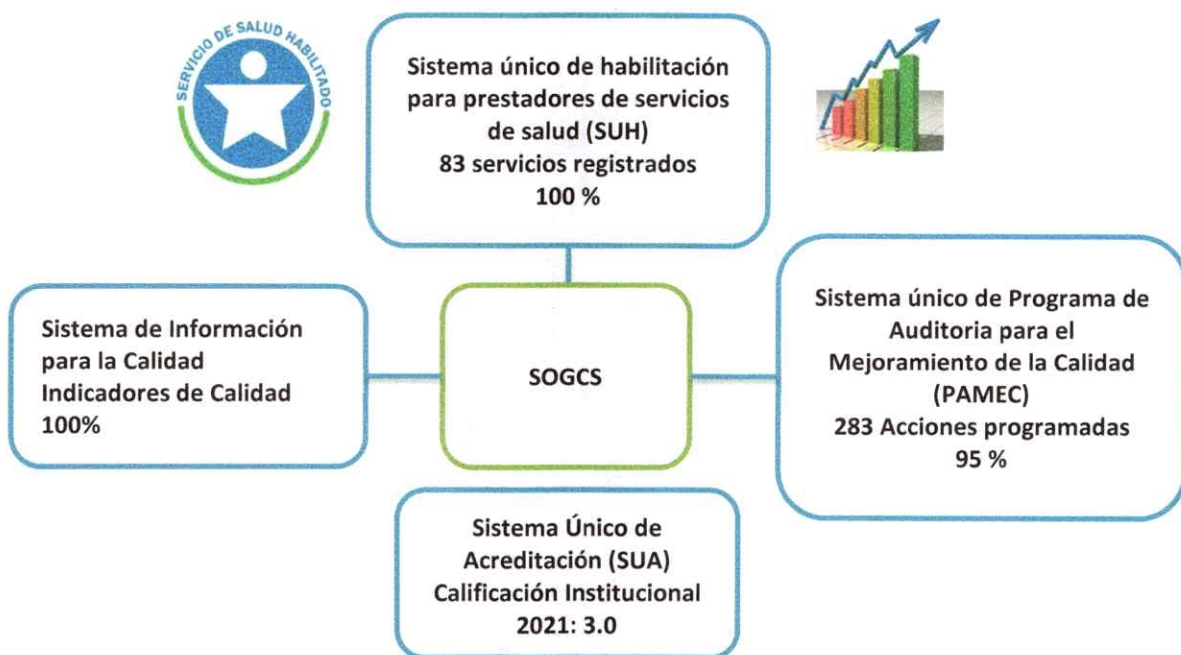 SERVICIO DE SALUD HABILITADO
Sistema único de habilitación
para prestadores de servicios
de salud (SUH)
83 servicios registrados
100 %
Sistema de Información
para la Calidad
Indicadores de Calidad
100%
SOGCS
Sistema único de Programa de
Auditoria para el
Mejoramiento de la Calidad
(PAMEC)
283 Acciones programadas
95 %
Sistema Único de
Acreditación (SUA)
Calificación Institucional
2021: 3.0